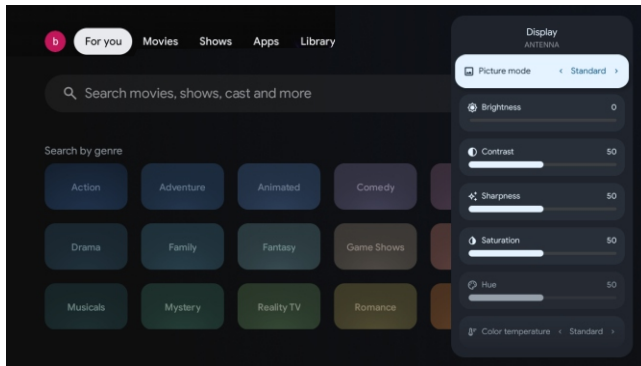 b For you Movies Shows Apps Library
Search movies, shows, cast and more
Search by genre
Action Adventure Animated Comedy
Drama Family Fantasy Game Shows
Musicals Mystery Reality TV Romance
Display
ANTENNA
Picture mode < Standard >
Brightness 0
Contrast 50
Sharpness 50
Saturation 50
Hue 50
Color temperature < Standard >